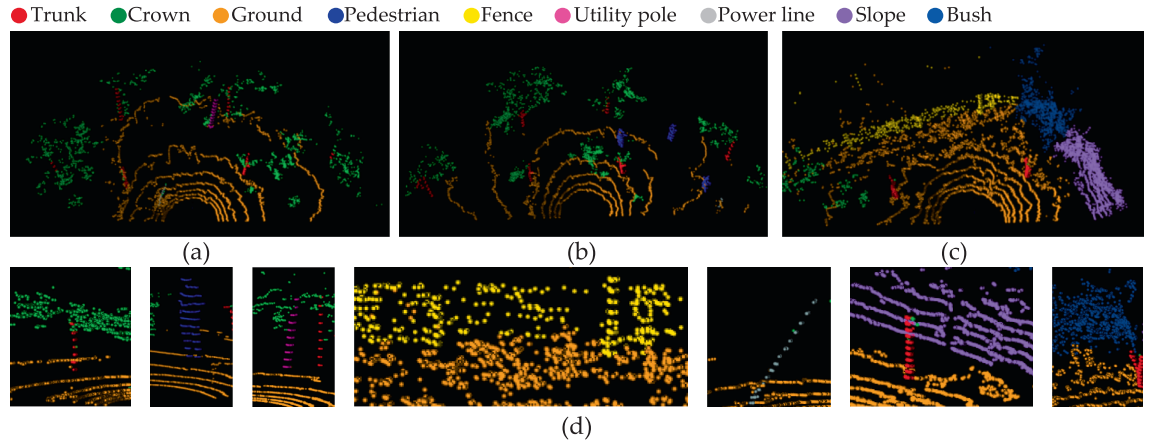 Trunk Crown Ground Pedestrian Fence Utility pole Power line Slope Bush
(a) (b) (c)
(d)